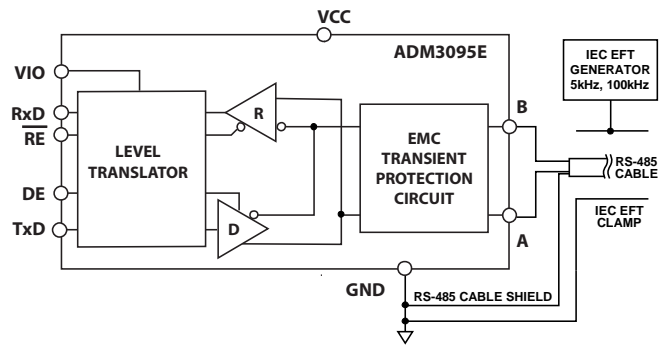 VCC
ADM3095E
IEC EFT
GENERATOR
5kHz, 100kHz
VIO
RxD
RE
DE
TxD
LEVEL
TRANSLATOR
R
D
EMC
TRANSIENT
PROTECTION
CIRCUIT
B
A
RS-485
CABLE
IEC EFT
CLAMP
GND
RS-485 CABLE SHIELD